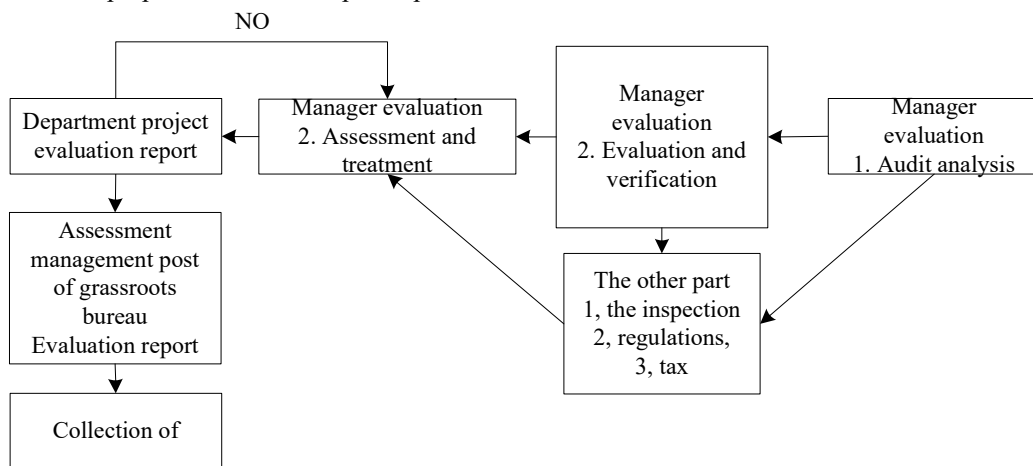 NO
Department project
evaluation report
Manager evaluation
2. Assessment and
treatment
Manager
evaluation
2. Evaluation and
verification
Manager
evaluation
1. Audit analysis
Assessment
management post
of grassroots
bureau
Evaluation report
The other part
1, the inspection
2, regulations,
3, tax
Collection of